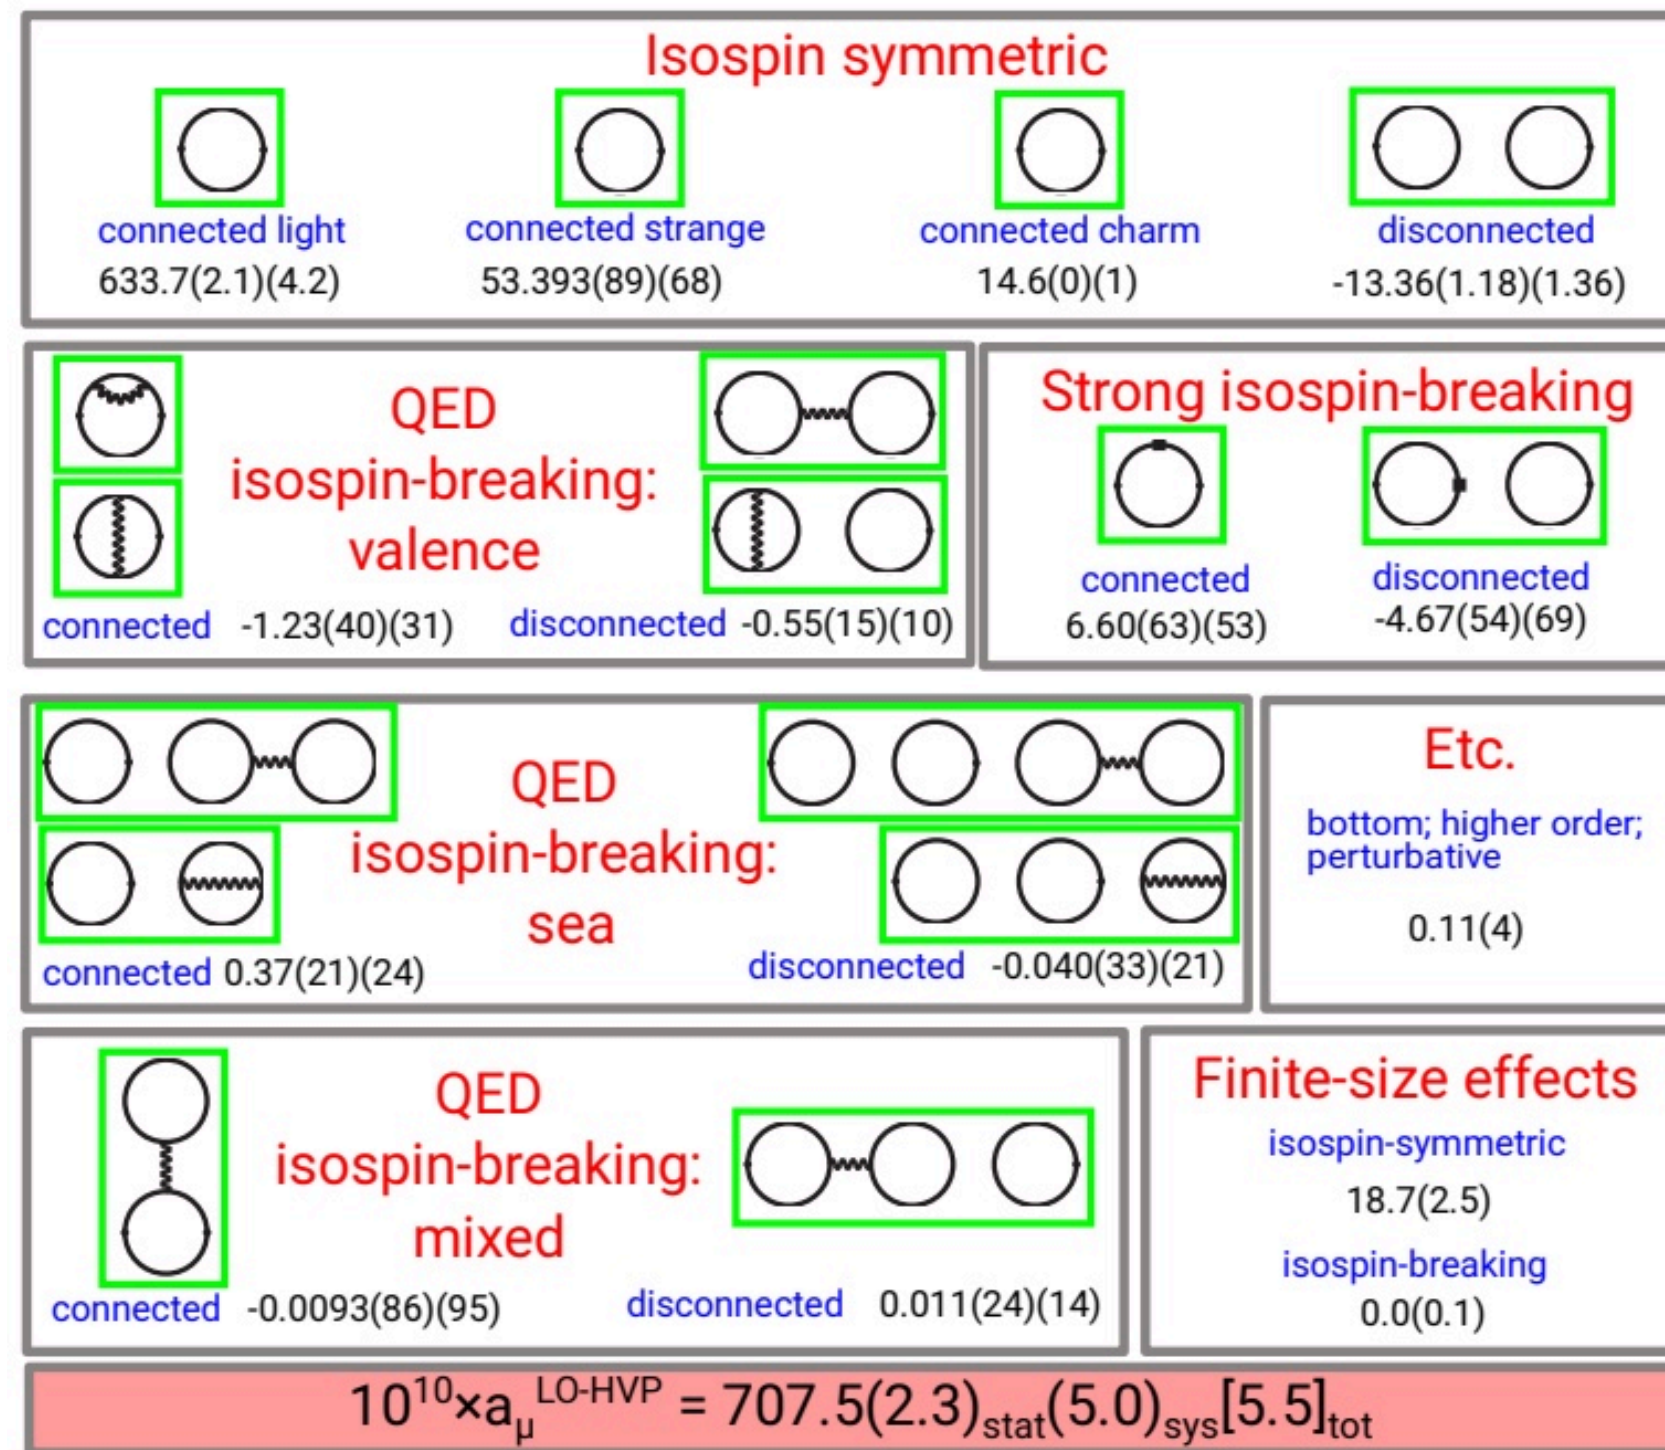 Isospin symmetric
connected light
633.7(2.1)(4.2)
connected strange
53.393(89)(68)
connected charm
14.6(0)(1)
disconnected
-13.36(1.18)(1.36)
QED
isospin-breaking:
valence
connected -1.23(40)(31)
disconnected -0.55(15)(10)
Strong isospin-breaking
connected
6.60(63)(53)
disconnected
-4.67(54)(69)
QED
isospin-breaking:
sea
connected 0.37(21)(24)
disconnected -0.040(33)(21)
Etc.
bottom; higher order;
perturbative
0.11(4)
QED
isospin-breaking:
mixed
connected -0.0093(86)(95)
disconnected 0.011(24)(14)
Finite-size effects
isospin-symmetric
18.7(2.5)
isospin-breaking
0.0(0.1)
10¹⁰×aμ^LO-HVP = 707.5(2.3)stat(5.0)sys[5.5]tot